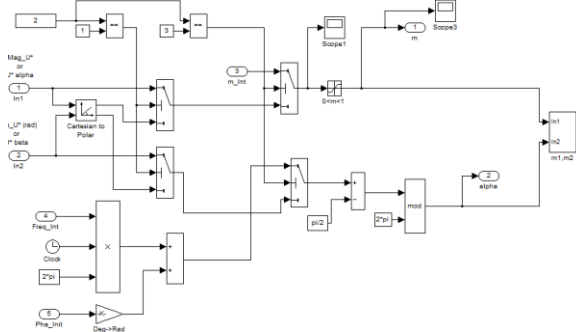 2
==
==
1
3
Scope1
Scope3
1
m
Mag_U*
or
J* alpha
1
In1
3
m_Int
0<m<1
Cartesian to
Polar
_U* (rad)
or
I* beta
2
In2
In1
In2
m1,m2
+
-
pi/2
mod
2*pi
2
alpha
4
Freq_Int
Clock
2*pi
×
+
+
5
Pha_Init
-K-
Deg->Rad